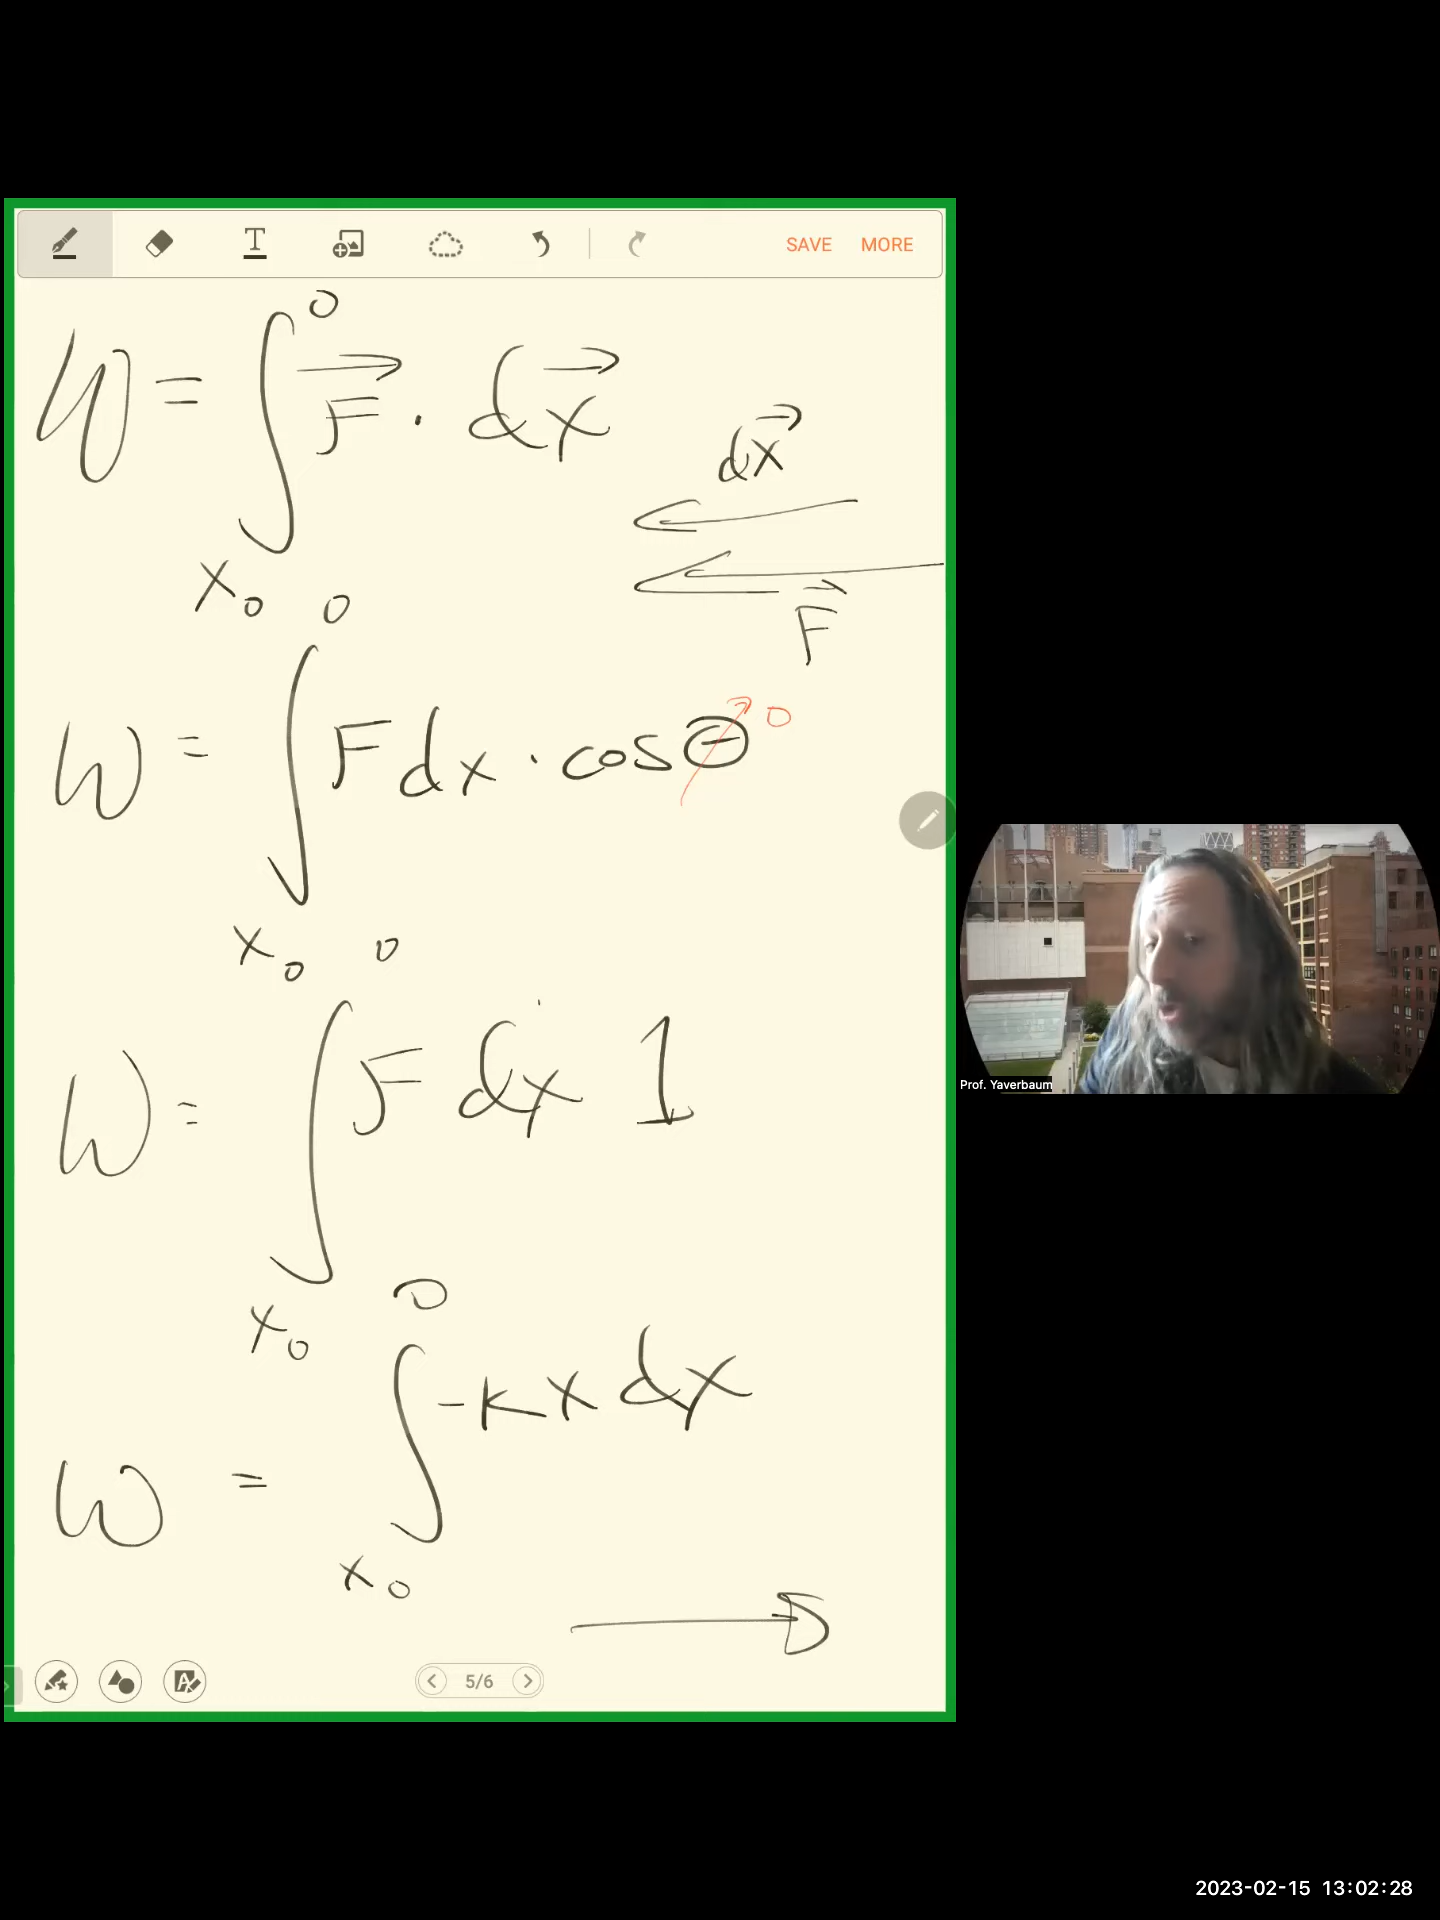 T SAVE MORE
W = ∫_{x₀}^{0} F⃗ · dx⃗
dx⃗
F⃗
W = ∫_{x₀}^{0} F dx · cos θ 0
W = ∫_{x₀}^{0} F dx 1
W = ∫_{x₀}^{0} -kx dx
A
5/6
Prof. Yaverbaum
2023-02-15 13:02:28